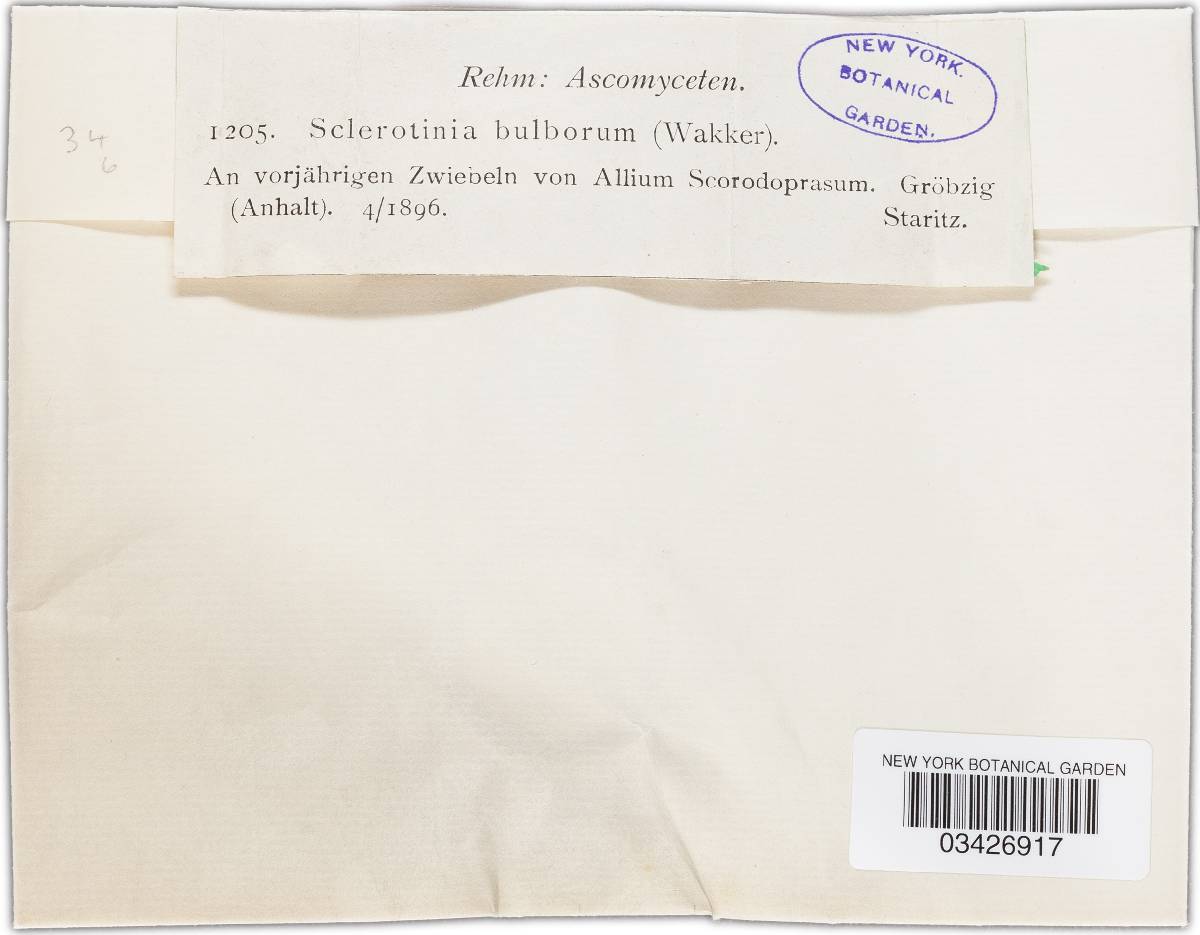 Rehm: Ascomyceten.
NEW YORK.
BOTANICAL
GARDEN.
34
6
1205. Sclerotinia bulborum (Wakker).
An vorjährigen Zwiebeln von Allium Scorodoprasum. Gröbzig
(Anhalt). 4/1896. Staritz.
NEW YORK BOTANICAL GARDEN
03426917